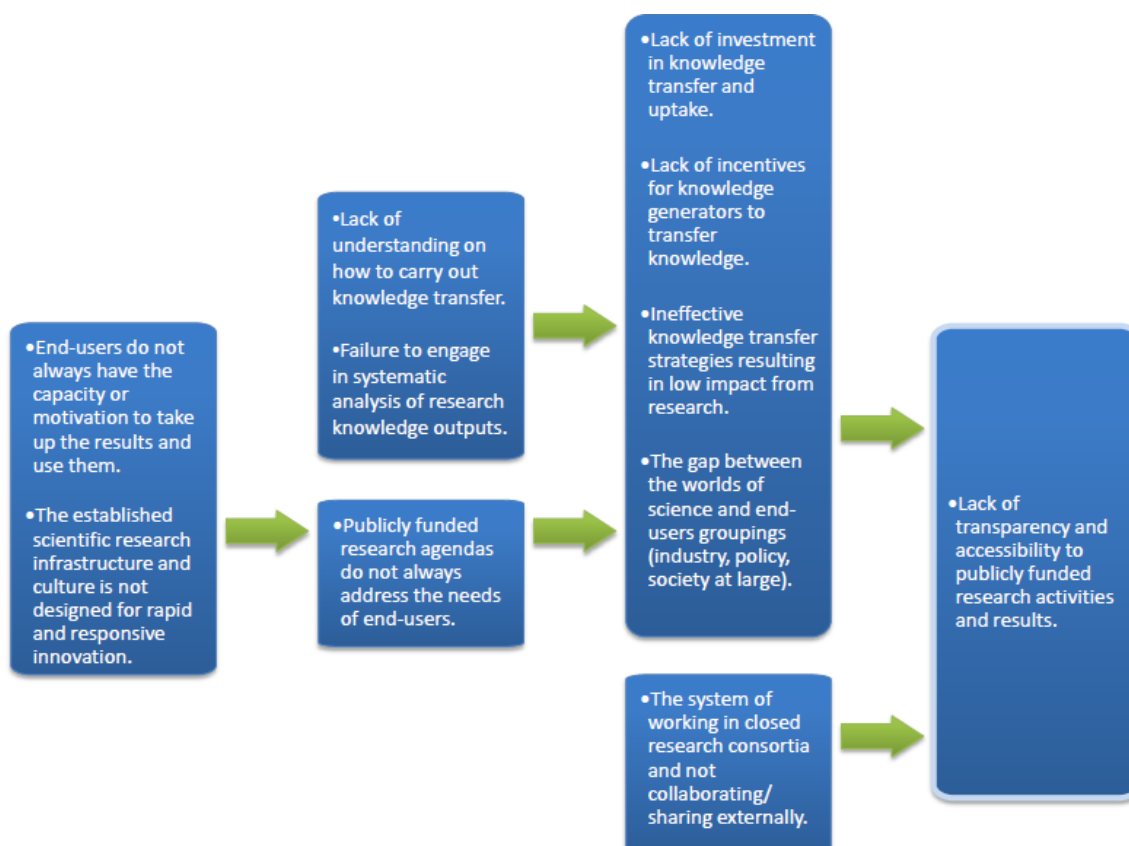 •End-users do not
always have the
capacity or
motivation to take
up the results and
use them.
•The established
scientific research
infrastructure and
culture is not
designed for rapid
and responsive
innovation.
•Lack of
understanding on
how to carry out
knowledge transfer.
•Failure to engage
in systematic
analysis of research
knowledge outputs.
•Publicly funded
research agendas
do not always
address the needs
of end-users.
•Lack of investment
in knowledge
transfer and
uptake.
•Lack of incentives
for knowledge
generators to
transfer
knowledge.
•Ineffective
knowledge transfer
strategies resulting
in low impact from
research.
•The gap between
the worlds of
science and end-
users groupings
(industry, policy,
society at large).
•The system of
working in closed
research consortia
and not
collaborating/
sharing externally.
•Lack of
transparency and
accessibility to
publicly funded
research activities
and results.